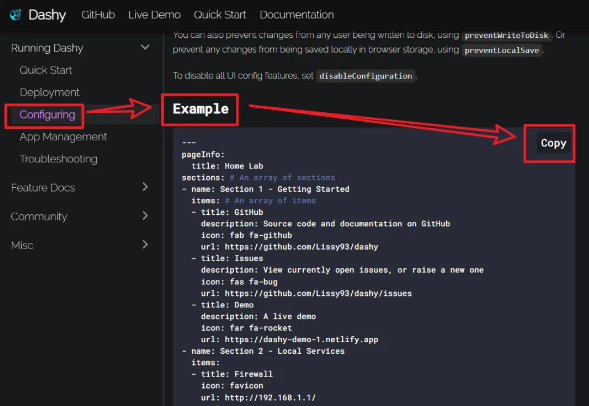 Dashy GitHub Live Demo Quick Start Documentation
Running Dashy
Quick Start
Deployment
Configuring
App Management
Troubleshooting
Feature Docs
Community
Misc
You can also prevent changes from any user being written to disk, using preventWriteToDisk. Or
prevent any changes from being saved locally in browser storage, using preventLocalSave.
To disable all UI config features, set disableConfiguration.
Example
Copy
---
pageInfo:
  title: Home Lab
sections: # An array of sections
- name: Section 1 - Getting Started
  items: # An array of items
  - title: GitHub
    description: Source code and documentation on GitHub
    icon: fab fa-github
    url: https://github.com/Lissy93/dashy
  - title: Issues
    description: View currently open issues, or raise a new one
    icon: fas fa-bug
    url: https://github.com/Lissy93/dashy/issues
  - title: Demo
    description: A live demo
    icon: far fa-rocket
    url: https://dashy-demo-1.netlify.app
- name: Section 2 - Local Services
  items:
  - title: Firewall
    icon: favicon
    url: http://192.168.1.1/